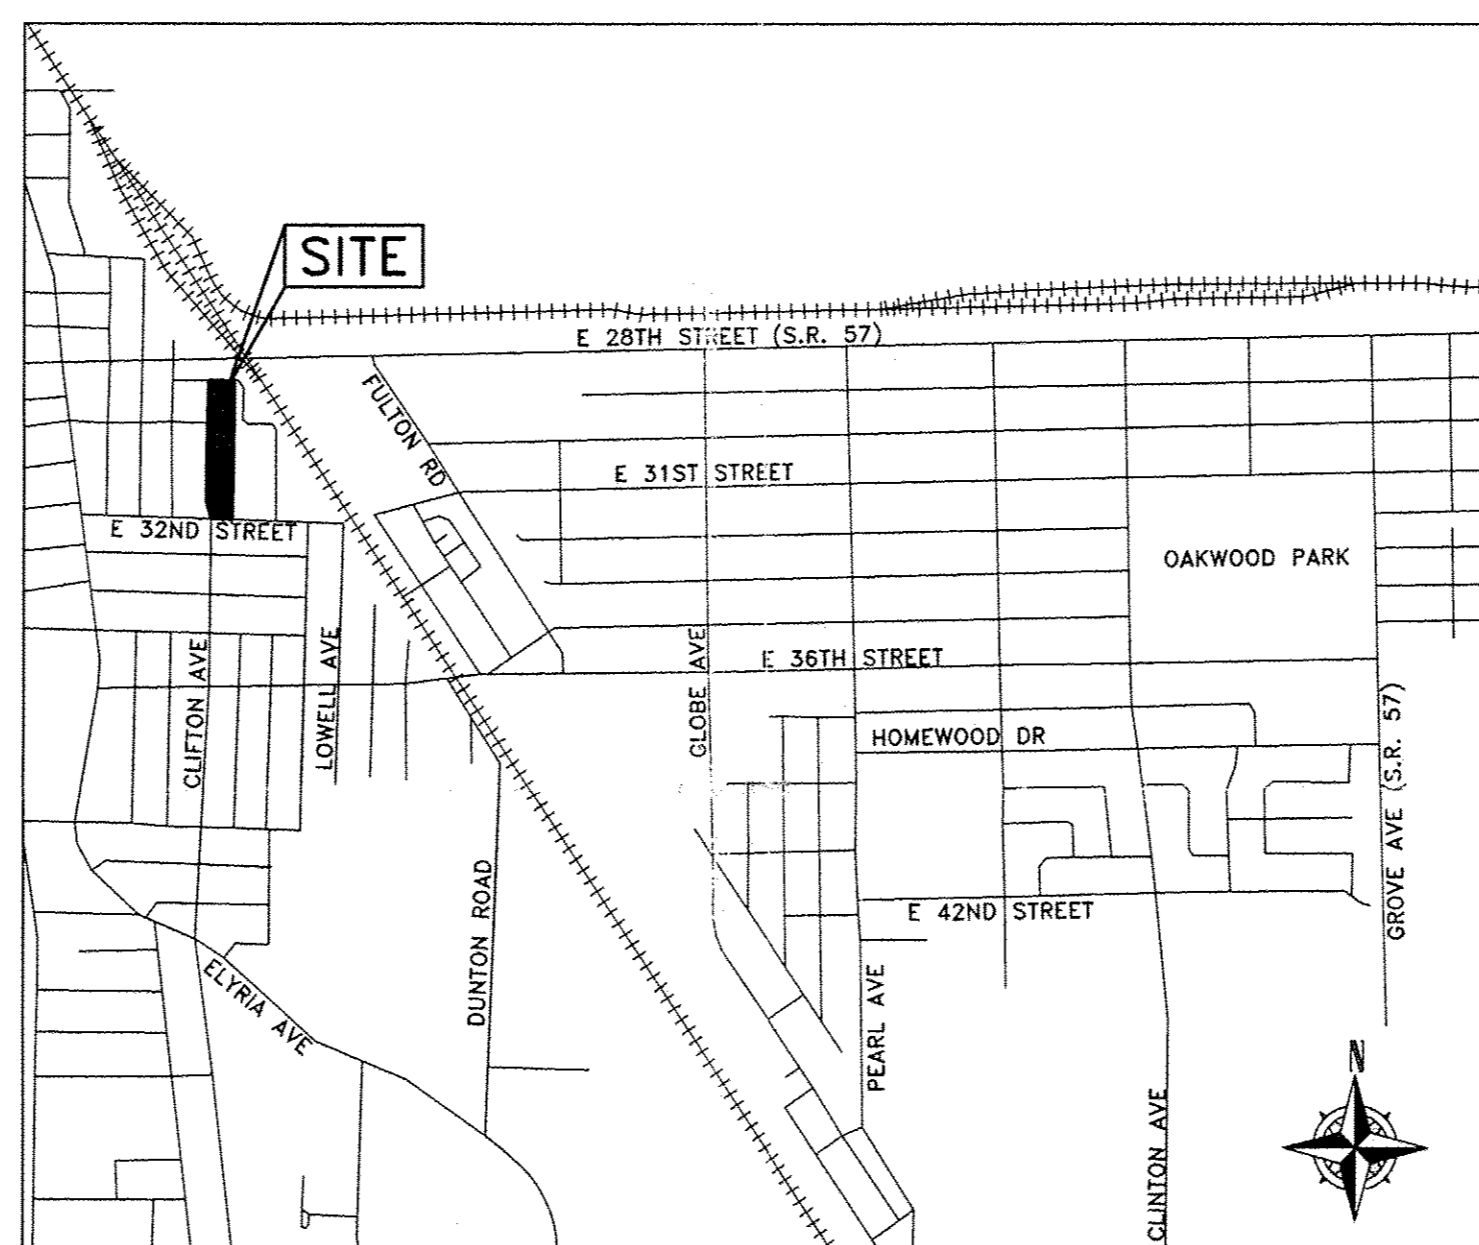 SITE
E 28TH STREET (S.R. 57)
FULTON RD
E 31ST STREET
E 32ND STREET
OAKWOOD PARK
CLIFTON AVE
LOWELL AVE
GLOBE AVE
E 36TH STREET
HOMEWOOD DR
GROVE AVE (S.R. 57)
E 42ND STREET
DUNTON ROAD
ELYRIA AVE
PEARL AVE
CLINTON AVE
N